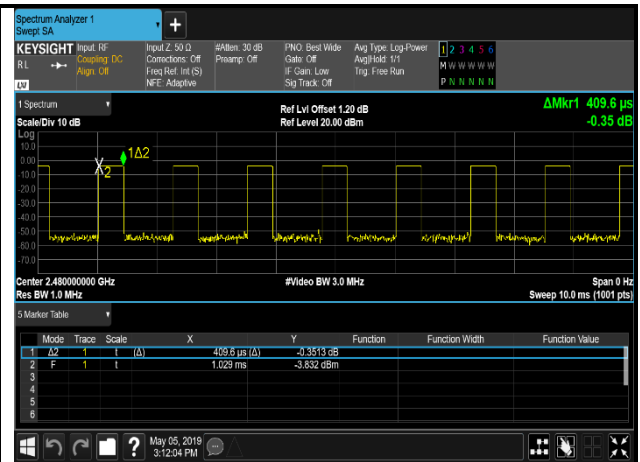 Spectrum Analyzer 1
Swept SA
+
KEYSIGHT Input: RF Input Z: 50 Ω #Atten: 30 dB PNO: Best Wide Avg Type: Log-Power 1 2 3 4 5 6
RL Coupling: DC Corrections: Off Preamp: Off Gate: Off Avg|Hold: 1/1 M W W W W W
Align: Off Freq Ref: Int (S) IF Gain: Low Trig: Free Run
NFE: Adaptive Sig Track: Off P N N N N N
1 Spectrum
Ref Lvl Offset 1.20 dB ΔMkr1 409.6 µs
Scale/Div 10 dB Ref Level 20.00 dBm -0.35 dB
Log
10.0
0.00
-10.0
-20.0
-30.0
-40.0
-50.0
-60.0
-70.0
1Δ2
X2
Center 2.480000000 GHz #Video BW 3.0 MHz Span 0 Hz
Res BW 1.0 MHz Sweep 10.0 ms (1001 pts)
5 Marker Table
Mode Trace Scale X Y Function Function Width Function Value
1 Δ2 1 t (Δ) 409.6 µs (Δ) -0.3513 dB
2 F 1 t 1.029 ms -3.832 dBm
3
4
5
6
?
May 05, 2019
3:12:04 PM